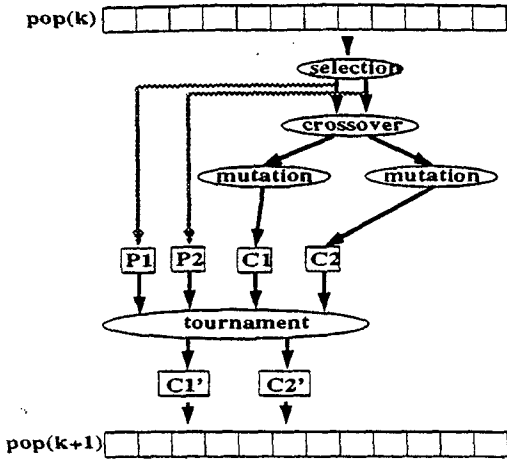 pop(k)
selection
crossover
mutation mutation
P1 P2 C1 C2
tournament
C1' C2'
pop(k+1)